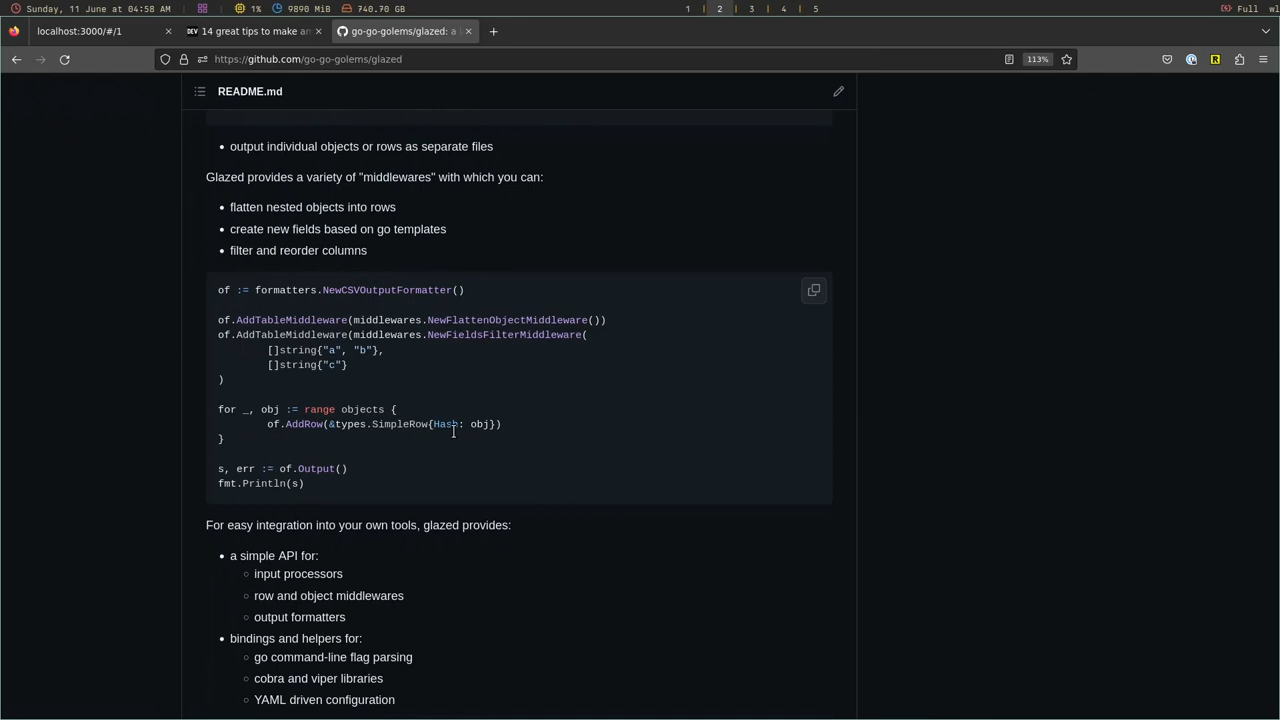 Sunday, 11 June at 04:58 AM | 1% 9890 MiB 740.70 GB 1 | 2 | 3 | 4 | 5 Full wl
localhost:3000/#/1 DEV 14 great tips to make an go-go-golems/glazed: a l
https://github.com/go-go-golems/glazed 113%
README.md
• output individual objects or rows as separate files
Glazed provides a variety of "middlewares" with which you can:
• flatten nested objects into rows
• create new fields based on go templates
• filter and reorder columns
of := formatters.NewCSVOutputFormatter()
of.AddTableMiddleware(middlewares.NewFlattenObjectMiddleware())
of.AddTableMiddleware(middlewares.NewFieldsFilterMiddleware(
[]string{"a", "b"},
[]string{"c"}
)
for _, obj := range objects {
of.AddRow(&types.SimpleRow{Hash: obj})
}
s, err := of.Output()
fmt.Println(s)
For easy integration into your own tools, glazed provides:
• a simple API for:
○ input processors
○ row and object middlewares
○ output formatters
• bindings and helpers for:
○ go command-line flag parsing
○ cobra and viper libraries
○ YAML driven configuration